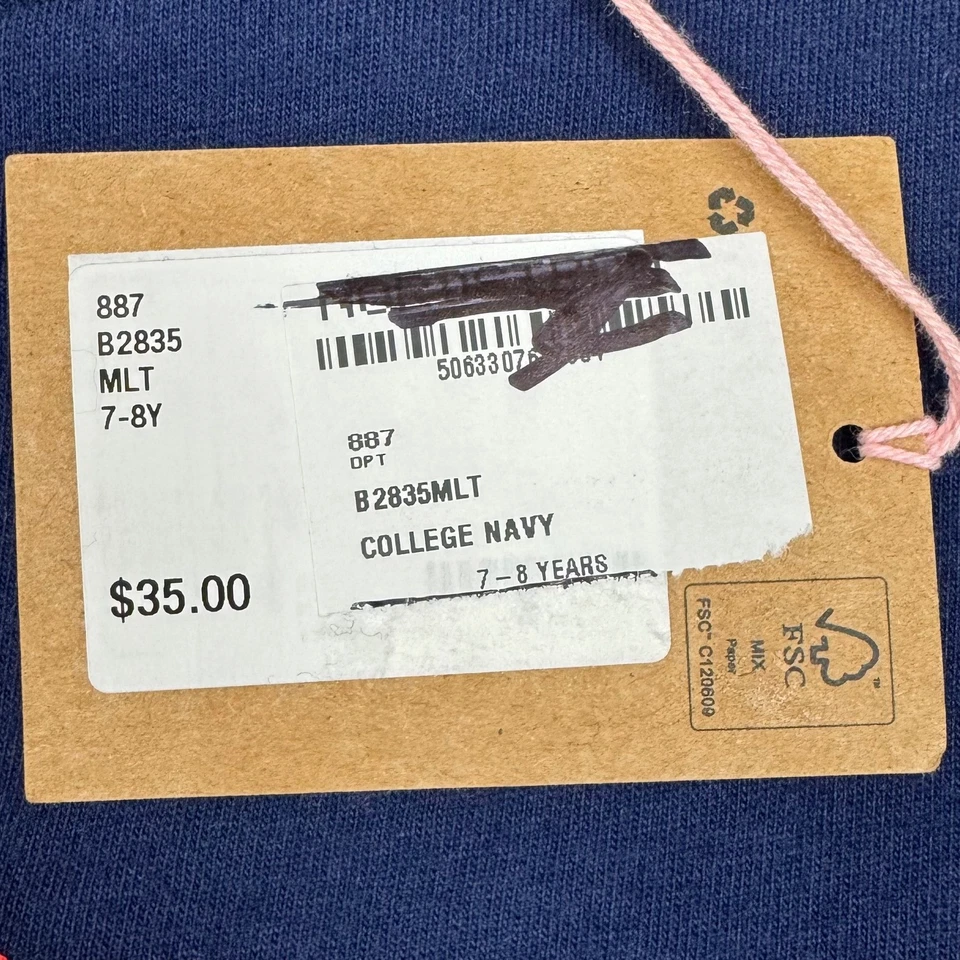 887
B2835
MLT
7-8Y
$35.00
887
DPT
B2835MLT
COLLEGE NAVY
7-8 YEARS
FSC
MIX
Paper
FSC™ C120609